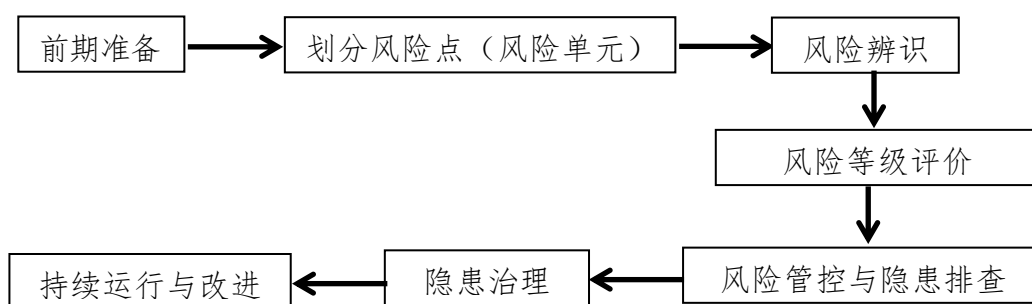 前期准备
划分风险点（风险单元）
风险辨识
风险等级评价
风险管控与隐患排查
隐患治理
持续运行与改进